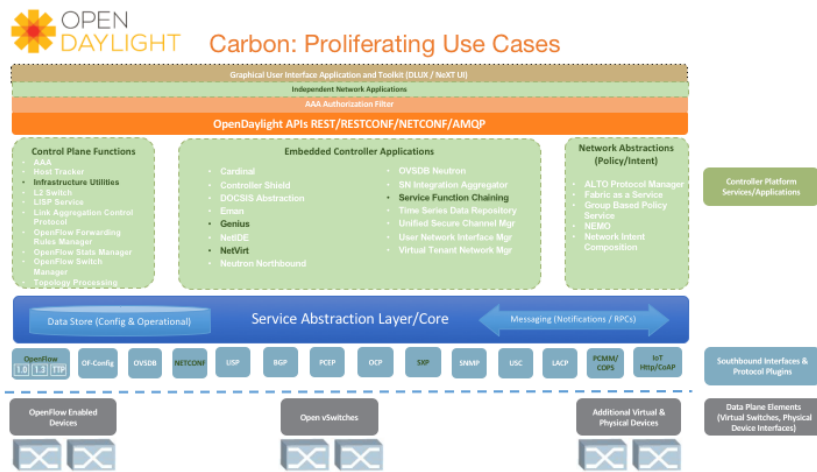 OPEN
DAYLIGHT
Carbon: Proliferating Use Cases
Graphical User Interface Application and Toolkit (DLUX / NeXT UI)
Independent Network Applications
AAA Authorization Filter
OpenDaylight APIs REST/RESTCONF/NETCONF/AMQP
Control Plane Functions
• AAA
• Host Tracker
• Infrastructure Utilities
• L2 Switch
• LISP Service
• Link Aggregation Control
Protocol
• OpenFlow Forwarding
Rules Manager
• OpenFlow Stats Manager
• OpenFlow Switch
Manager
• Topology Processing
Embedded Controller Applications
• Cardinal
• Controller Shield
• DOCSIS Abstraction
• Eman
• Genius
• NetIDE
• NetVirt
• Neutron Northbound
• OVSDB Neutron
• SN Integration Aggregator
• Service Function Chaining
• Time Series Data Repository
• Unified Secure Channel Mgr
• User Network Interface Mgr
• Virtual Tenant Network Mgr
Network Abstractions
(Policy/Intent)
• ALTO Protocol Manager
• Fabric as a Service
• Group Based Policy
Service
• NEMO
• Network Intent
Composition
Controller Platform
Services/Applications
Data Store (Config & Operational)
Service Abstraction Layer/Core
Messaging (Notifications / RPCs)
OpenFlow
1.0 1.3 TTP
OF-Config
OVSDB
NETCONF
LISP
BGP
PCEP
OCP
SXP
SNMP
USC
LACP
PCMM/
COPS
IoT
Http/CoAP
Southbound Interfaces &
Protocol Plugins
OpenFlow Enabled
Devices
Open vSwitches
Additional Virtual &
Physical Devices
Data Plane Elements
(Virtual Switches, Physical
Device Interfaces)